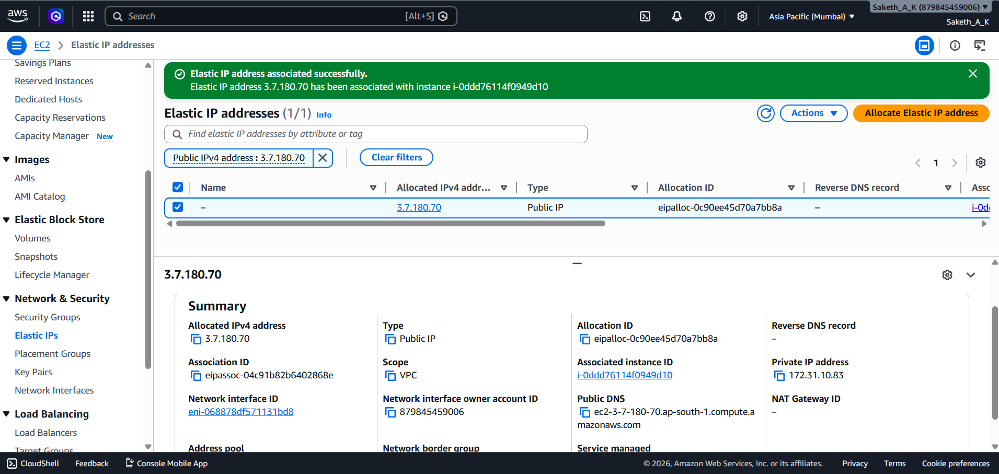 aws
Search
[Alt+S]
Asia Pacific (Mumbai)
Saketh_A_K (879845459006)
Saketh_A_K
EC2
Elastic IP addresses
Savings Plans
Reserved Instances
Dedicated Hosts
Capacity Reservations
Capacity Manager New
Images
AMIs
AMI Catalog
Elastic Block Store
Volumes
Snapshots
Lifecycle Manager
Network & Security
Security Groups
Elastic IPs
Placement Groups
Key Pairs
Network Interfaces
Load Balancing
Load Balancers
Target Groups
Elastic IP address associated successfully.
Elastic IP address 3.7.180.70 has been associated with instance i-0ddd76114f0949d10
Elastic IP addresses (1/1) Info
Actions
Allocate Elastic IP address
Find elastic IP addresses by attribute or tag
Public IPv4 address : 3.7.180.70
Clear filters
1
Name Allocated IPv4 addr... Type Allocation ID Reverse DNS record Assc
– 3.7.180.70 Public IP eipalloc-0c90ee45d70a7bb8a – i-0dd
3.7.180.70
Summary
Allocated IPv4 address
3.7.180.70
Type
Public IP
Allocation ID
eipalloc-0c90ee45d70a7bb8a
Reverse DNS record
–
Association ID
eipassoc-04c91b82b6402868e
Scope
VPC
Associated instance ID
i-0ddd76114f0949d10
Private IP address
172.31.10.83
Network interface ID
eni-068878df571131bd8
Network interface owner account ID
879845459006
Public DNS
ec2-3-7-180-70.ap-south-1.compute.a
mazonaws.com
NAT Gateway ID
–
Address pool
Network border group
Service managed
CloudShell
Feedback
Console Mobile App
© 2026, Amazon Web Services, Inc. or its affiliates.
Privacy
Terms
Cookie preferences